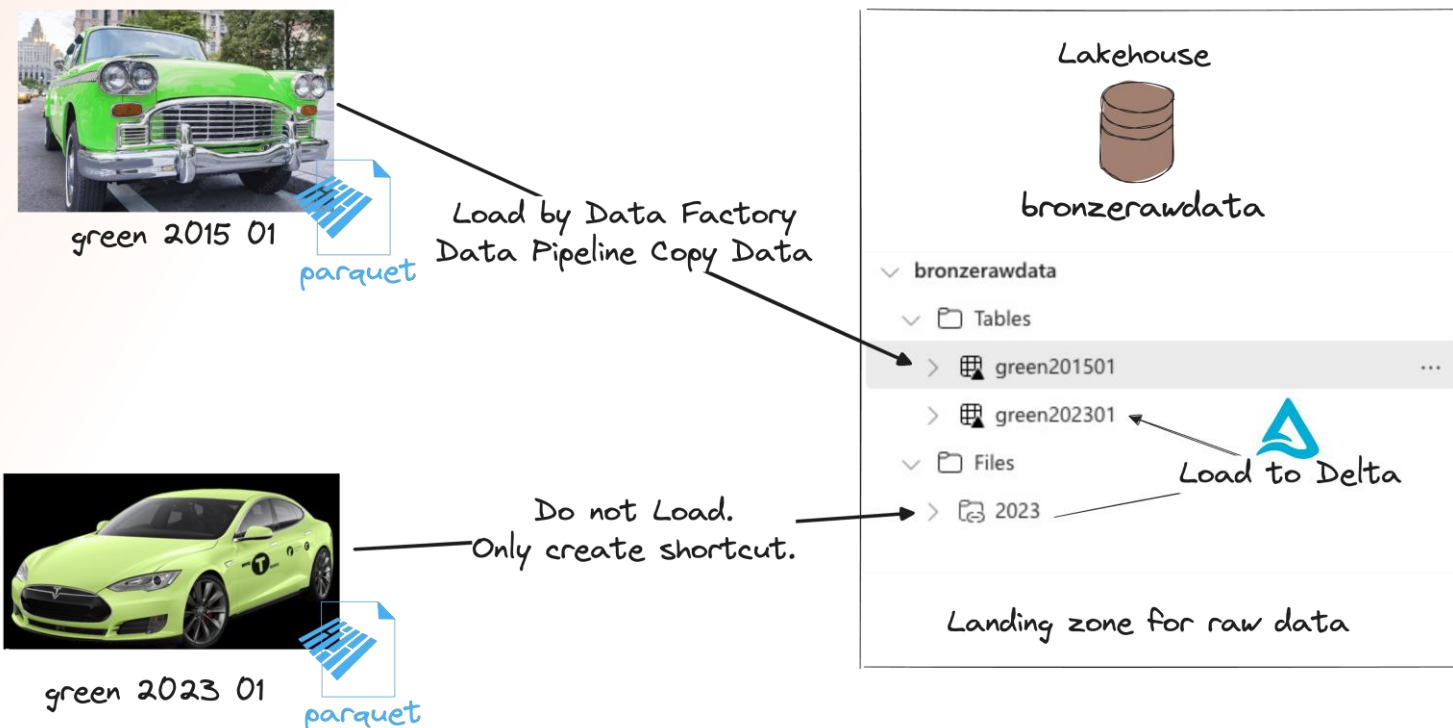 green 2015 01
parquet
Load by Data Factory
Data Pipeline Copy Data
green 2023 01
parquet
Do not Load.
Only create shortcut.
Lakehouse
bronzerawdata
bronzerawdata
Tables
green201501
...
green202301
Files
2023
Load to Delta
Landing zone for raw data
T